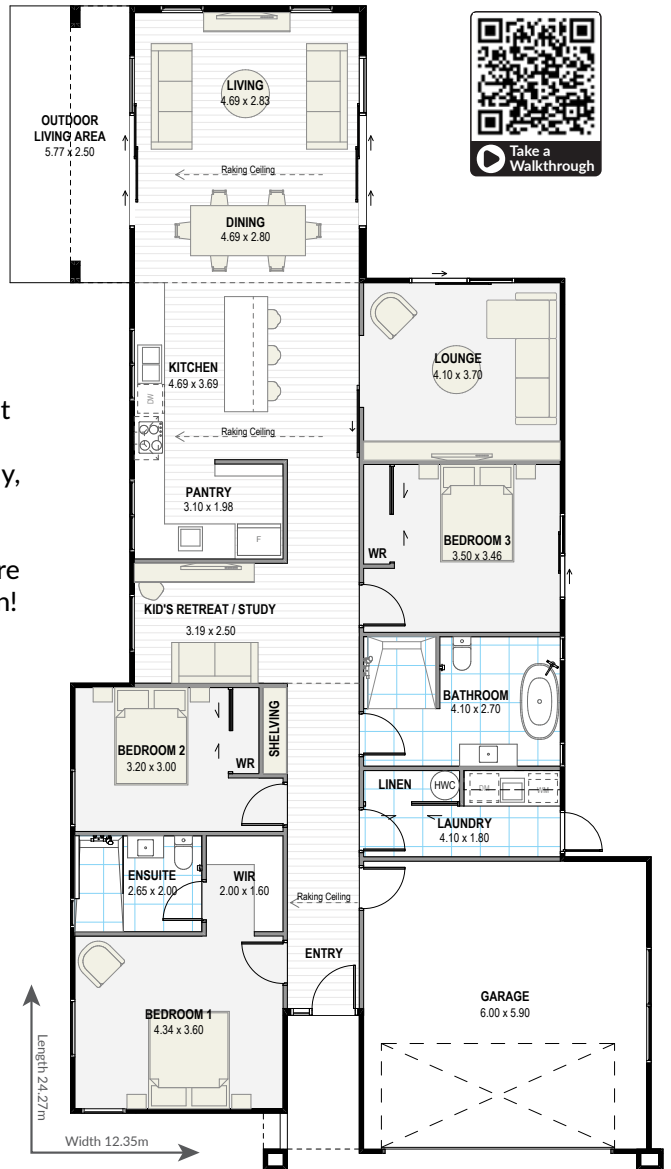 LIVING
4.69 x 2.83
OUTDOOR
LIVING AREA
5.77 x 2.50
Take a
Walkthrough
Raking Ceiling
DINING
4.69 x 2.80
LOUNGE
4.10 x 3.70
KITCHEN
4.69 x 3.69
DW
t
Raking Ceiling
y,
PANTRY
3.10 x 1.98
F
BEDROOM 3
3.50 x 3.46
WR
re
n!
KID'S RETREAT / STUDY
3.19 x 2.50
BATHROOM
4.10 x 2.70
SHELVING
BEDROOM 2
3.20 x 3.00
WR
LINEN
HWC
WM
LAUNDRY
4.10 x 1.80
ENSUITE
2.65 x 2.00
WIR
2.00 x 1.60
Raking Ceiling
ENTRY
GARAGE
6.00 x 5.90
BEDROOM 1
4.34 x 3.60
Length 24.27m
Width 12.35m